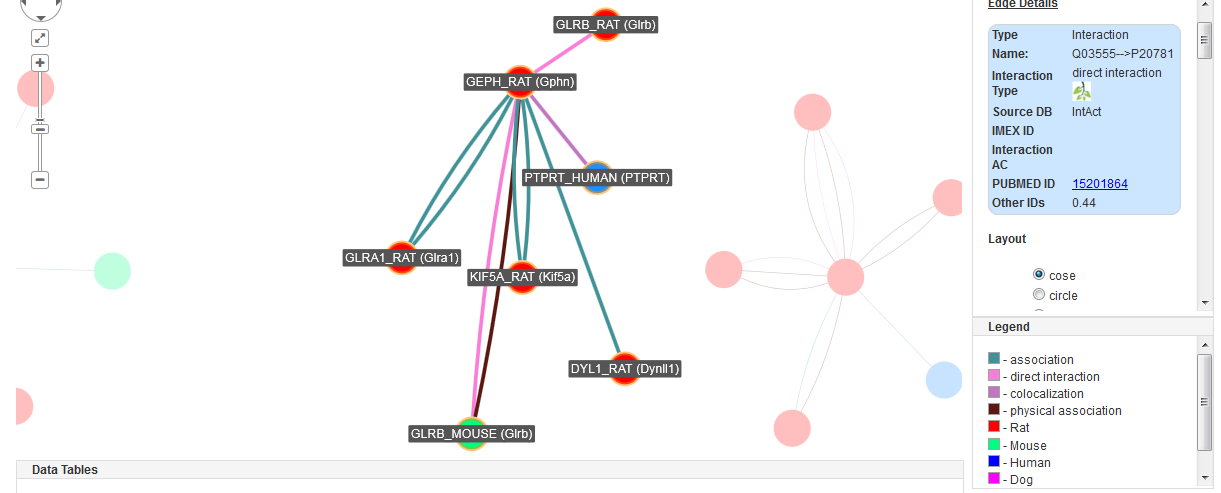 GLRB_RAT (Glrb)
GEPH_RAT (Gphn)
PTPRT_HUMAN (PTPRT)
GLRA1_RAT (Glra1)
KIF5A_RAT (Kif5a)
DYL1_RAT (Dynll1)
GLRB_MOUSE (Glrb)
Data Tables
Edge Details
Type Interaction
Name: Q03555-->P20781
Interaction Type direct interaction
Source DB IntAct
IMEX ID
Interaction
AC
PUBMED ID 15201864
Other IDs 0.44
Layout
cose
circle
Legend
- association
- direct interaction
- colocalization
- physical association
- Rat
- Mouse
- Human
- Dog